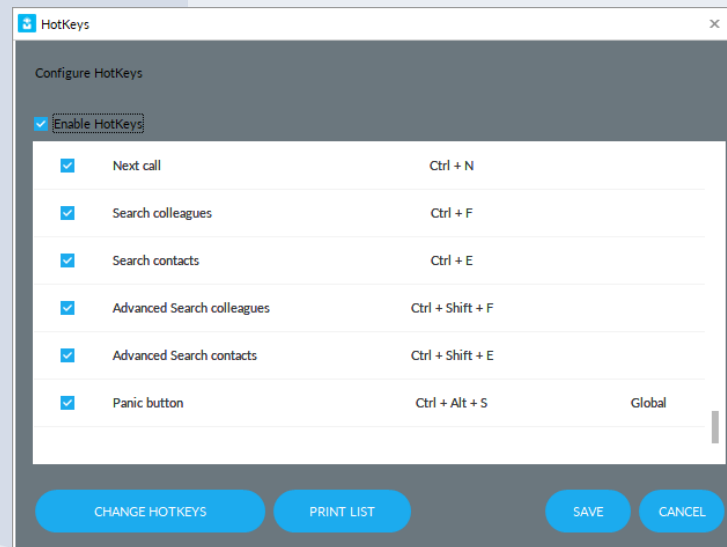 HotKeys
Configure HotKeys
Enable HotKeys
Next call Ctrl + N
Search colleagues Ctrl + F
Search contacts Ctrl + E
Advanced Search colleagues Ctrl + Shift + F
Advanced Search contacts Ctrl + Shift + E
Panic button Ctrl + Alt + S Global
CHANGE HOTKEYS PRINT LIST SAVE CANCEL